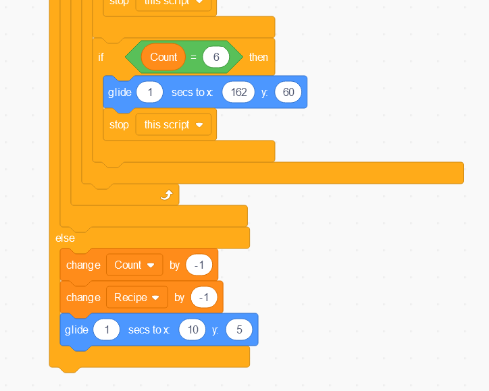 stop this script
if Count = 6 then
glide 1 secs to x: 162 y: 60
stop this script
else
change Count by -1
change Recipe by -1
glide 1 secs to x: 10 y: 5